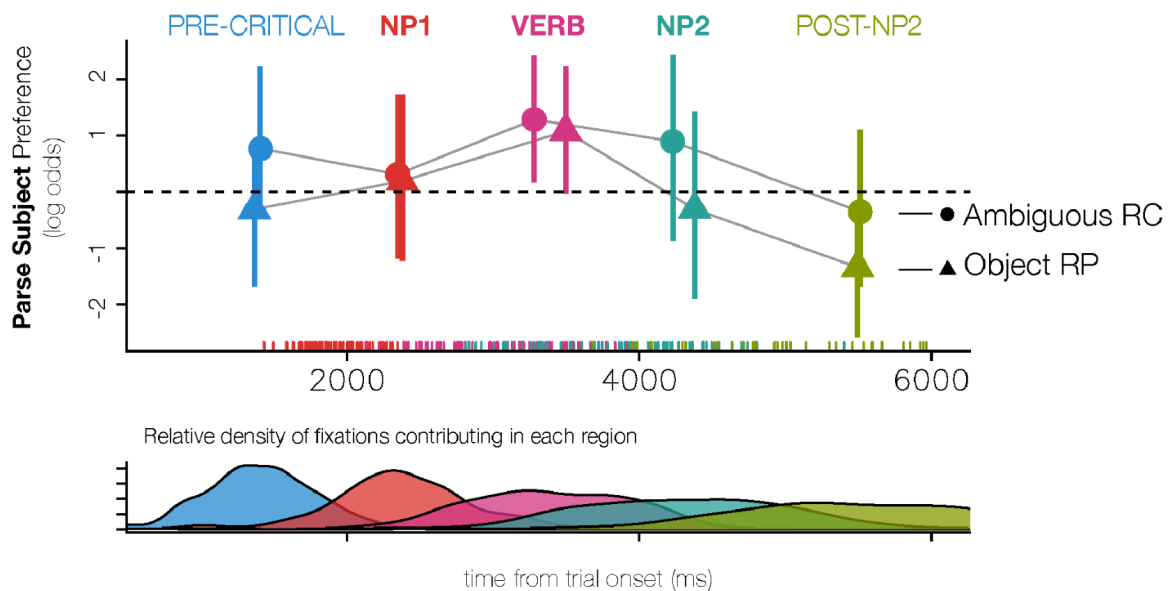 PRE-CRITICAL NP1 VERB NP2 POST-NP2
Parse Subject Preference
(log odds)
2
1
-1
-2
Ambiguous RC
Object RP
2000 4000 6000
Relative density of fixations contributing in each region
time from trial onset (ms)